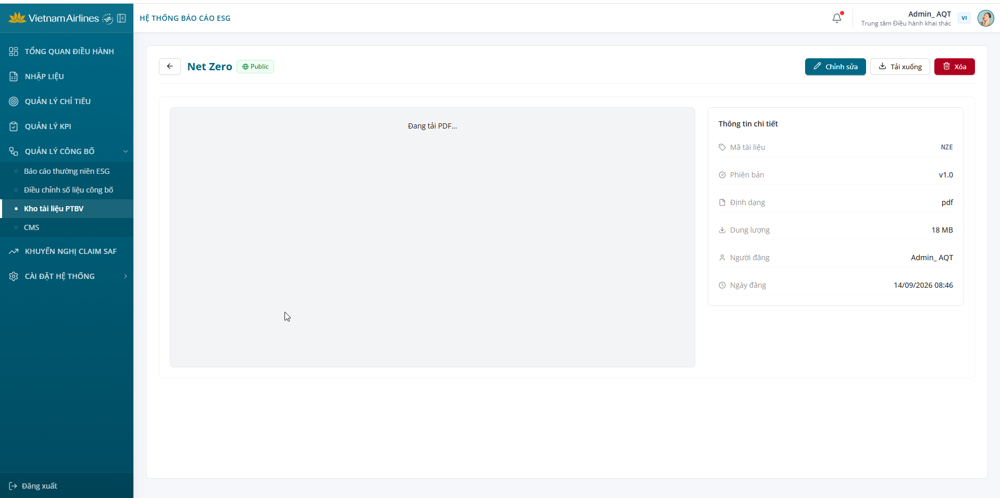 VietnamAirlines
HỆ THỐNG BÁO CÁO ESG
Admin_ AQT
Trung tâm Điều hành khai thác
VI
TỔNG QUAN ĐIỀU HÀNH
NHẬP LIỆU
QUẢN LÝ CHỈ TIÊU
QUẢN LÝ KPI
QUẢN LÝ CÔNG BỐ
Báo cáo thường niên ESG
Điều chỉnh số liệu công bố
Kho tài liệu PTBV
CMS
KHUYẾN NGHỊ CLAIM SAF
CÀI ĐẶT HỆ THỐNG
Đăng xuất
Net Zero
Public
Chỉnh sửa
Tải xuống
Xóa
Đang tải PDF...
Thông tin chi tiết
Mã tài liệu NZE
Phiên bản v1.0
Định dạng pdf
Dung lượng 18 MB
Người đăng Admin_ AQT
Ngày đăng 14/09/2026 08:46